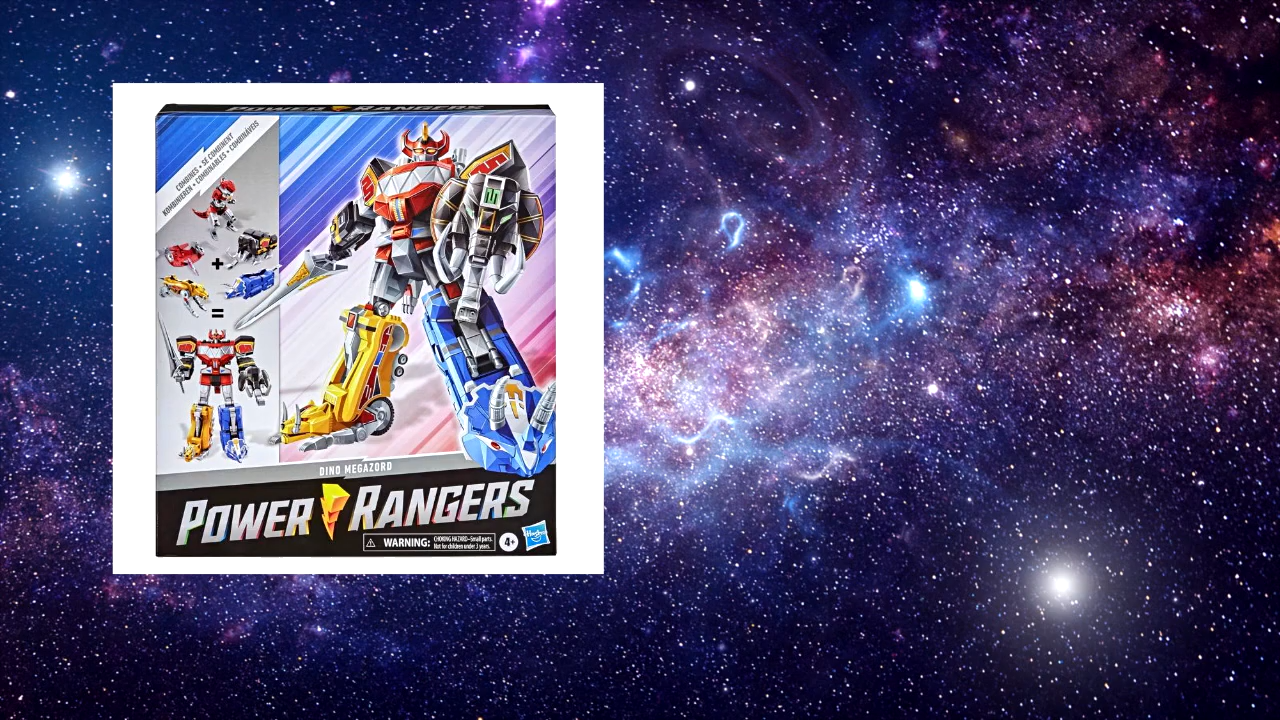 POWER RANGERS
COMBINES • SE COMBINENT
KOMBINIEREN • COMBINABLES • COMBINÁVEIS
+
=
DINO MEGAZORD
POWER RANGERS
WARNING: CHOKING HAZARD–Small parts.
Not for children under 3 years.
4+
Hasbro